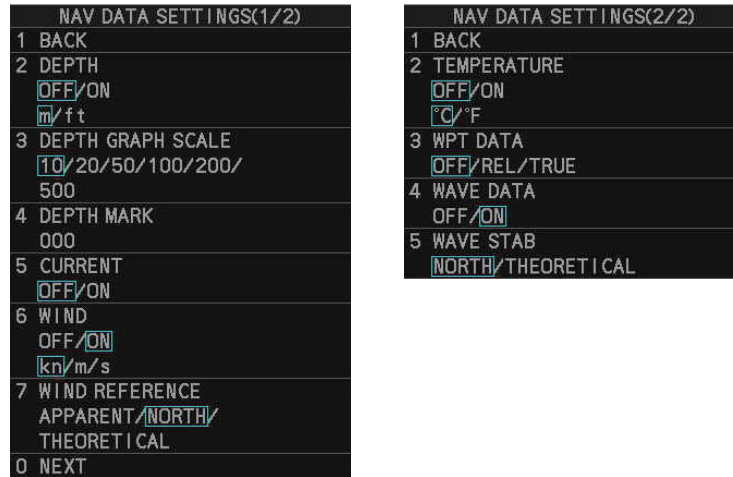 NAV DATA SETTINGS(1/2)
1 BACK
2 DEPTH
OFF/ON
m/ft
3 DEPTH GRAPH SCALE
10/20/50/100/200/
500
4 DEPTH MARK
000
5 CURRENT
OFF/ON
6 WIND
OFF/ON
kn/m/s
7 WIND REFERENCE
APPARENT/NORTH/
THEORETICAL
0 NEXT
NAV DATA SETTINGS(2/2)
1 BACK
2 TEMPERATURE
OFF/ON
°C/°F
3 WPT DATA
OFF/REL/TRUE
4 WAVE DATA
OFF/ON
5 WAVE STAB
NORTH/THEORETICAL